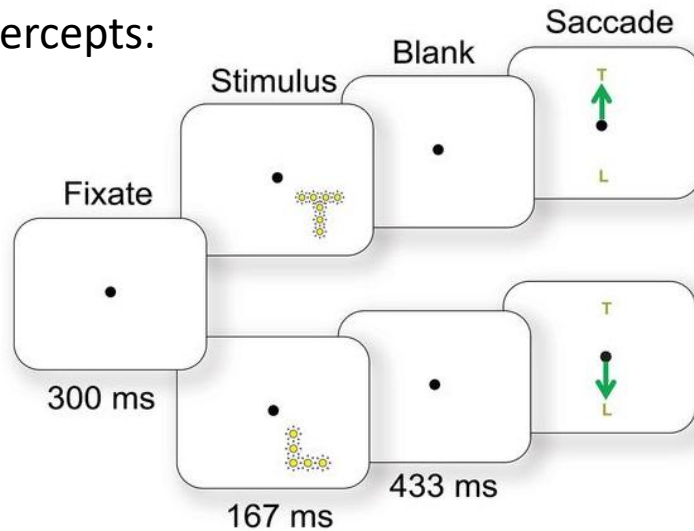 ercepts:
Saccade
Blank
Stimulus
Fixate
T
L
T
L
300 ms
433 ms
167 ms